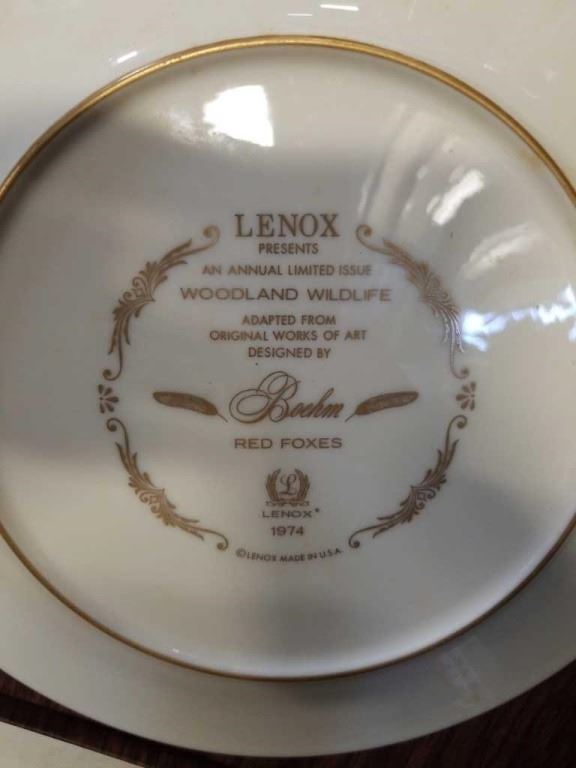 LENOX
PRESENTS
AN ANNUAL LIMITED ISSUE
WOODLAND WILDLIFE
ADAPTED FROM
ORIGINAL WORKS OF ART
DESIGNED BY
Boehm
RED FOXES
L
LENOX®
1974
© LENOX MADE IN U.S.A.